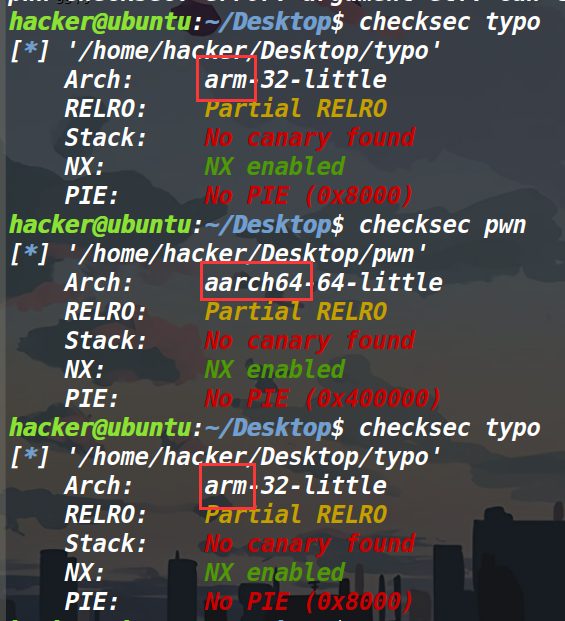 hacker@ubuntu:~/Desktop$ checksec typo
[*] '/home/hacker/Desktop/typo'
    Arch:     arm-32-little
    RELRO:    Partial RELRO
    Stack:    No canary found
    NX:       NX enabled
    PIE:      No PIE (0x8000)
hacker@ubuntu:~/Desktop$ checksec pwn
[*] '/home/hacker/Desktop/pwn'
    Arch:     aarch64-64-little
    RELRO:    Partial RELRO
    Stack:    No canary found
    NX:       NX enabled
    PIE:      No PIE (0x400000)
hacker@ubuntu:~/Desktop$ checksec typo
[*] '/home/hacker/Desktop/typo'
    Arch:     arm-32-little
    RELRO:    Partial RELRO
    Stack:    No canary found
    NX:       NX enabled
    PIE:      No PIE (0x8000)